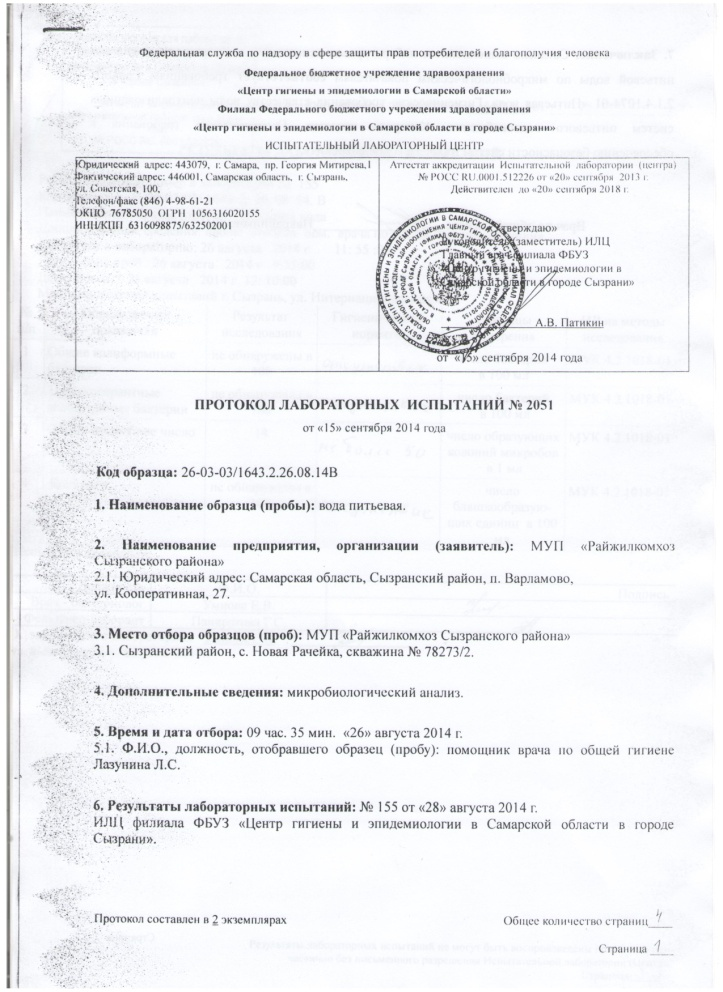 Федеральная служба по надзору в сфере защиты прав потребителей и благополучия человека
Федеральное бюджетное учреждение здравоохранения
«Центр гигиены и эпидемиологии в Самарской области»
Филиал Федерального бюджетного учреждения здравоохранения
«Центр гигиены и эпидемиологии в Самарской области в городе Сызрани»
ИСПЫТАТЕЛЬНЫЙ ЛАБОРАТОРНЫЙ ЦЕНТР
Юридический адрес: 443079, г. Самара, пр. Георгия Митирева,1
Фактический адрес: 446001, Самарская область, г. Сызрань,
ул. Советская, 100,
Телефон/факс (846) 4-98-61-21
ОКПО 76785050 ОГРН 1056316020155
ИНН/КПП 6316098875/632502001
Аттестат аккредитации Испытательной лаборатории (центра)
№ РОСС RU.0001.512226 от «20» сентября 2013 г.
Действителен до «20» сентября 2018 г.
«Утверждаю»
Руководитель (заместитель) ИЛЦ
Главный врач филиала ФБУЗ
«Центр гигиены и эпидемиологии в
Самарской области в городе Сызрани»
А.В. Патикин
от «15» сентября 2014 года
ПРОТОКОЛ ЛАБОРАТОРНЫХ ИСПЫТАНИЙ № 2051
от «15» сентября 2014 года
Код образца: 26-03-03/1643.2.26.08.14В
1. Наименование образца (пробы): вода питьевая.
2. Наименование предприятия, организации (заявитель): МУП «Райжилкомхоз
Сызранского района»
2.1. Юридический адрес: Самарская область, Сызранский район, п. Варламово,
ул. Кооперативная, 27.
3. Место отбора образцов (проб): МУП «Райжилкомхоз Сызранского района»
3.1. Сызранский район, с. Новая Рачейка, скважина № 78273/2.
4. Дополнительные сведения: микробиологический анализ.
5. Время и дата отбора: 09 час. 35 мин. «26» августа 2014 г.
5.1. Ф.И.О., должность, отобравшего образец (пробу): помощник врача по общей гигиене
Лазунина Л.С.
6. Результаты лабораторных испытаний: № 155 от «28» августа 2014 г.
ИЛЦ филиала ФБУЗ «Центр гигиены и эпидемиологии в Самарской области в городе
Сызрани».
Протокол составлен в 2 экземплярах
Общее количество страниц 4
Страница 1